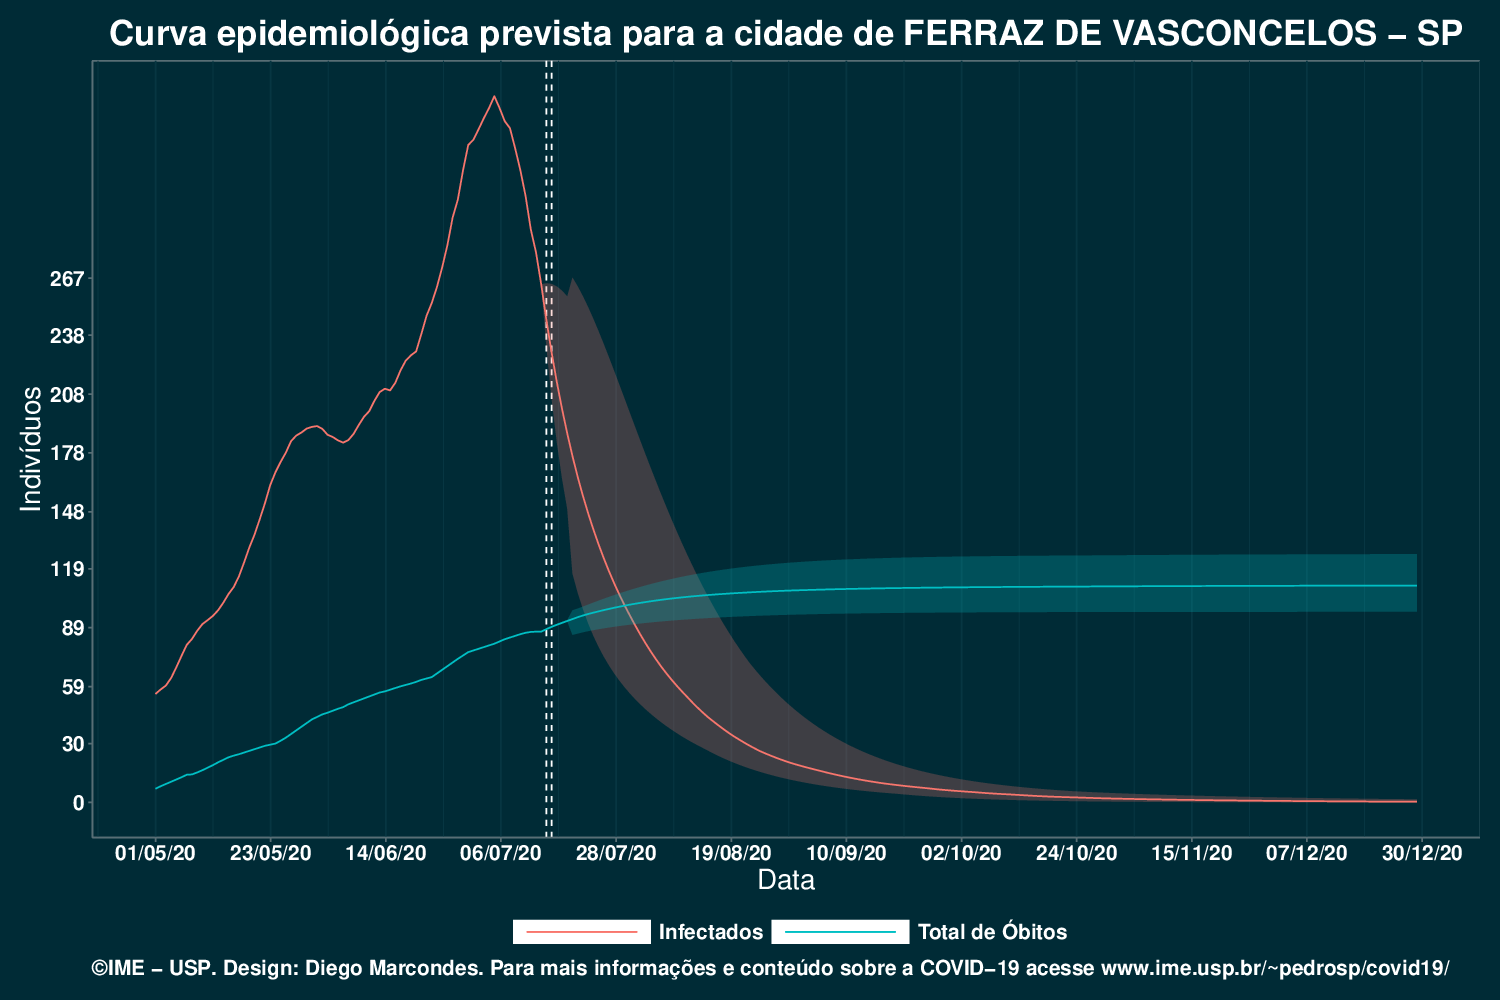 Curva epidemiológica prevista para a cidade de FERRAZ DE VASCONCELOS – SP
267
238
208
178
148
119
89
59
30
0
Indivíduos
01/05/20 23/05/20 14/06/20 06/07/20 28/07/20 19/08/20 10/09/20 02/10/20 24/10/20 15/11/20 07/12/20 30/12/20
Data
Infectados Total de Óbitos
©IME – USP. Design: Diego Marcondes. Para mais informações e conteúdo sobre a COVID–19 acesse www.ime.usp.br/~pedrosp/covid19/